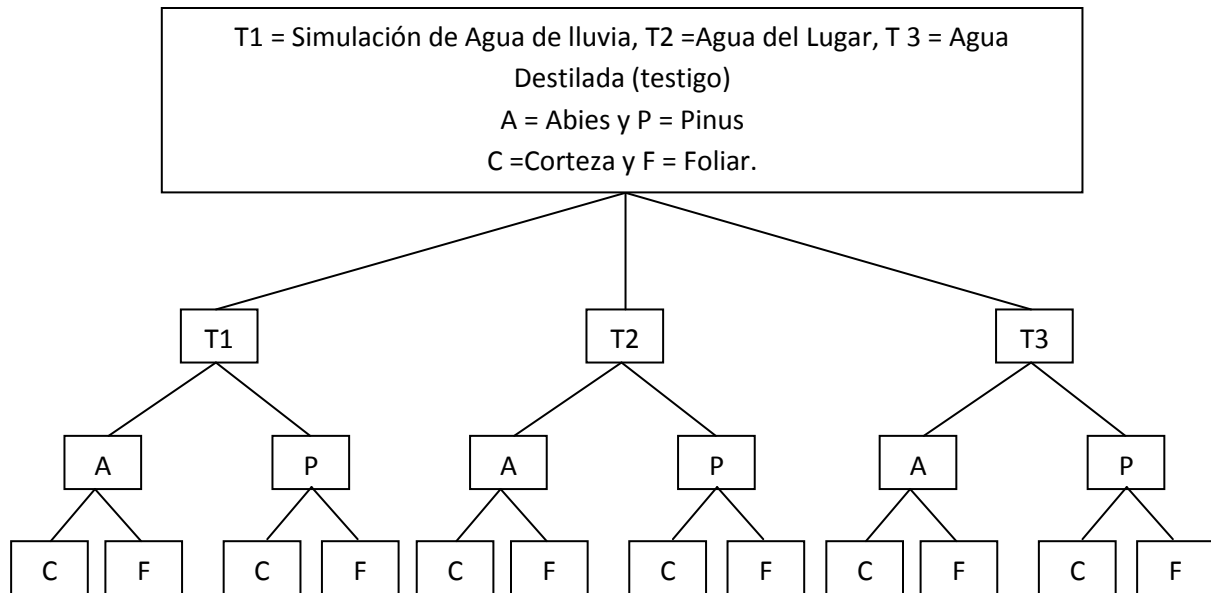 T1 = Simulación de Agua de lluvia, T2 =Agua del Lugar, T 3 = Agua
Destilada (testigo)
A = Abies y P = Pinus
C =Corteza y F = Foliar.
T1 T2 T3
A P A P A P
C F C F C F C F C F C F